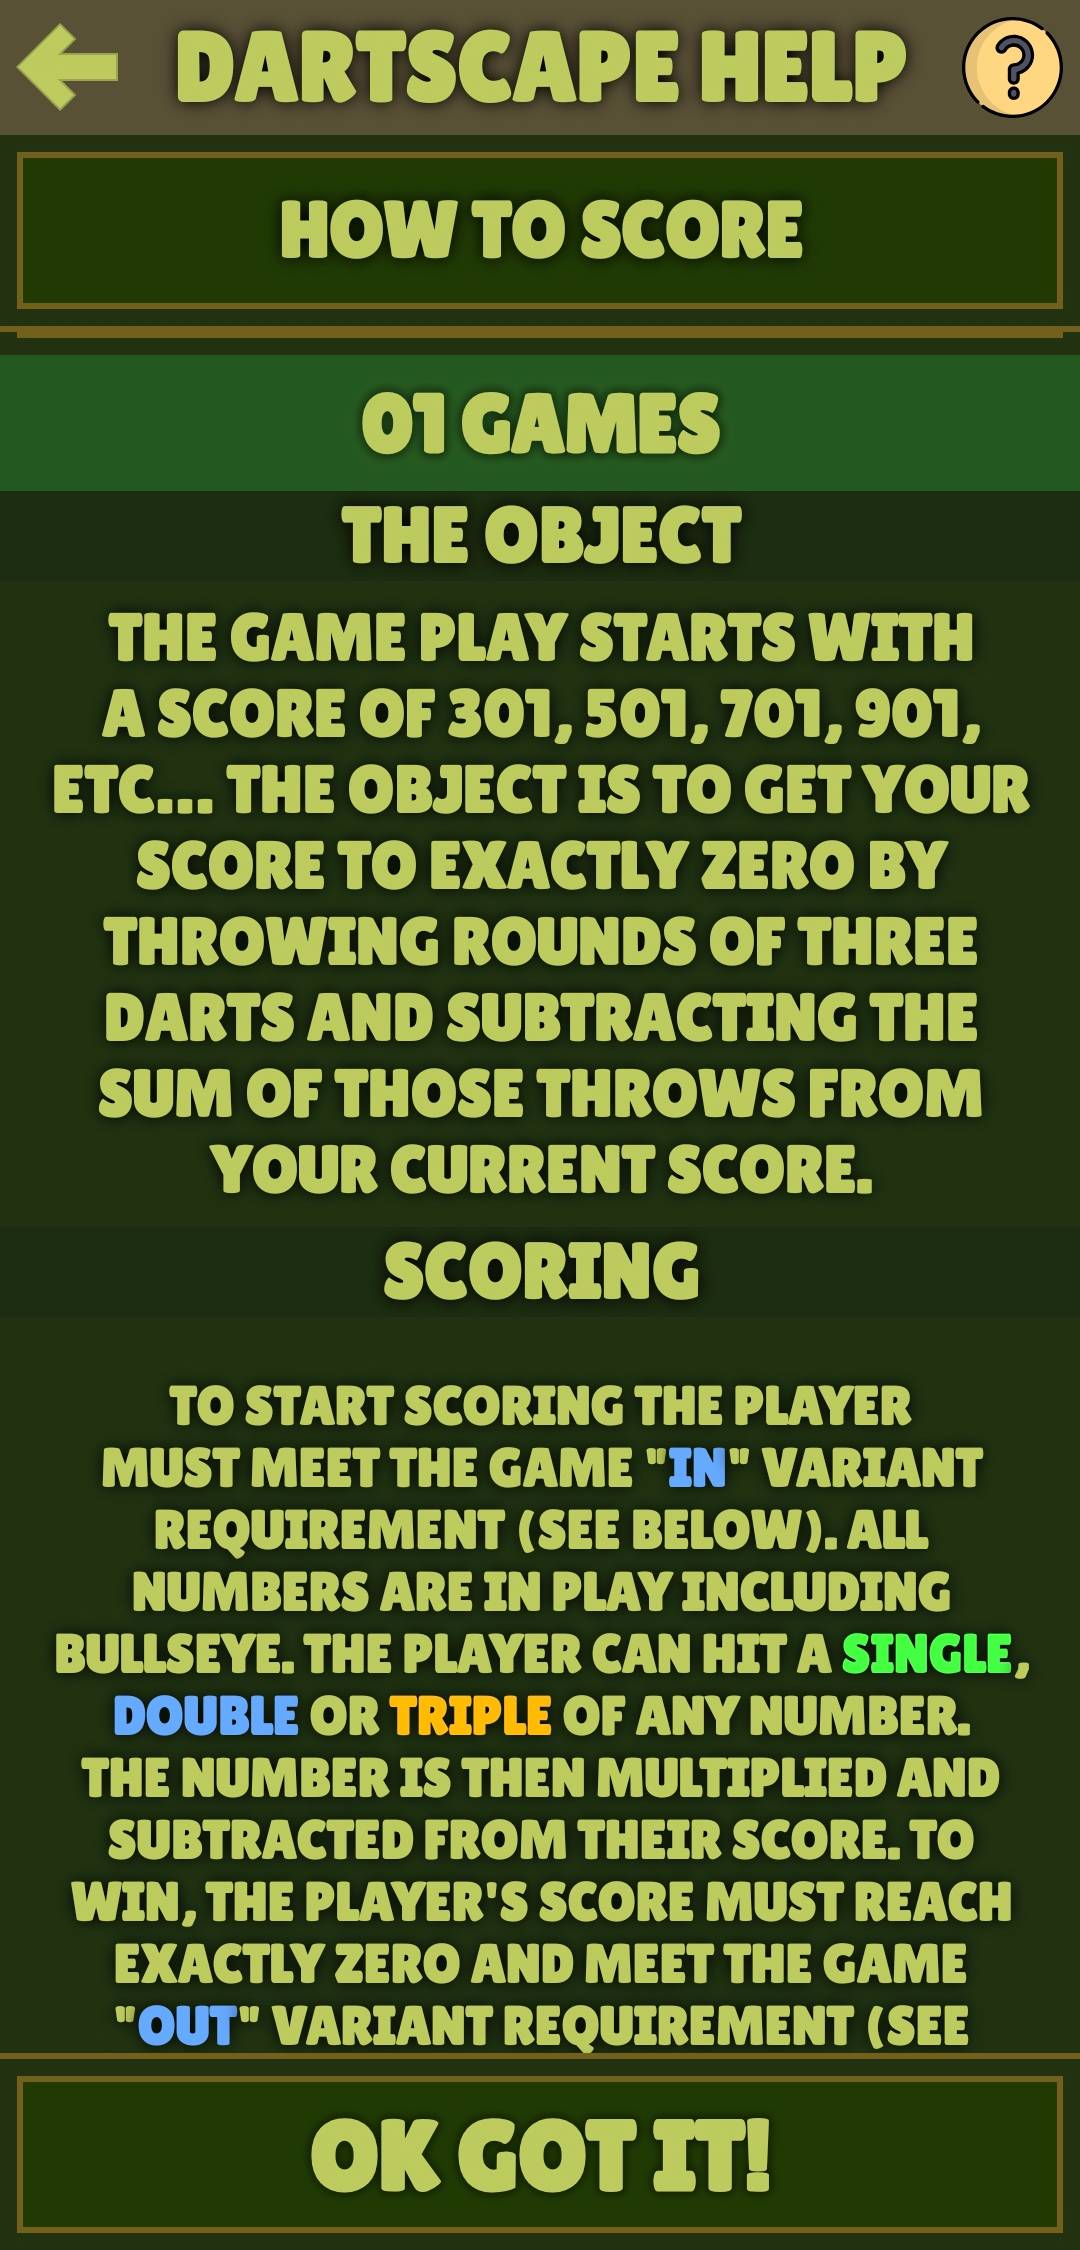 DARTSCAPE HELP
?
HOW TO SCORE
01 GAMES
THE OBJECT
THE GAME PLAY STARTS WITH
A SCORE OF 301, 501, 701, 901,
ETC... THE OBJECT IS TO GET YOUR
SCORE TO EXACTLY ZERO BY
THROWING ROUNDS OF THREE
DARTS AND SUBTRACTING THE
SUM OF THOSE THROWS FROM
YOUR CURRENT SCORE.
SCORING
TO START SCORING THE PLAYER
MUST MEET THE GAME "IN" VARIANT
REQUIREMENT (SEE BELOW). ALL
NUMBERS ARE IN PLAY INCLUDING
BULLSEYE. THE PLAYER CAN HIT A SINGLE,
DOUBLE OR TRIPLE OF ANY NUMBER.
THE NUMBER IS THEN MULTIPLIED AND
SUBTRACTED FROM THEIR SCORE. TO
WIN, THE PLAYER'S SCORE MUST REACH
EXACTLY ZERO AND MEET THE GAME
"OUT" VARIANT REQUIREMENT (SEE
OK GOT IT!